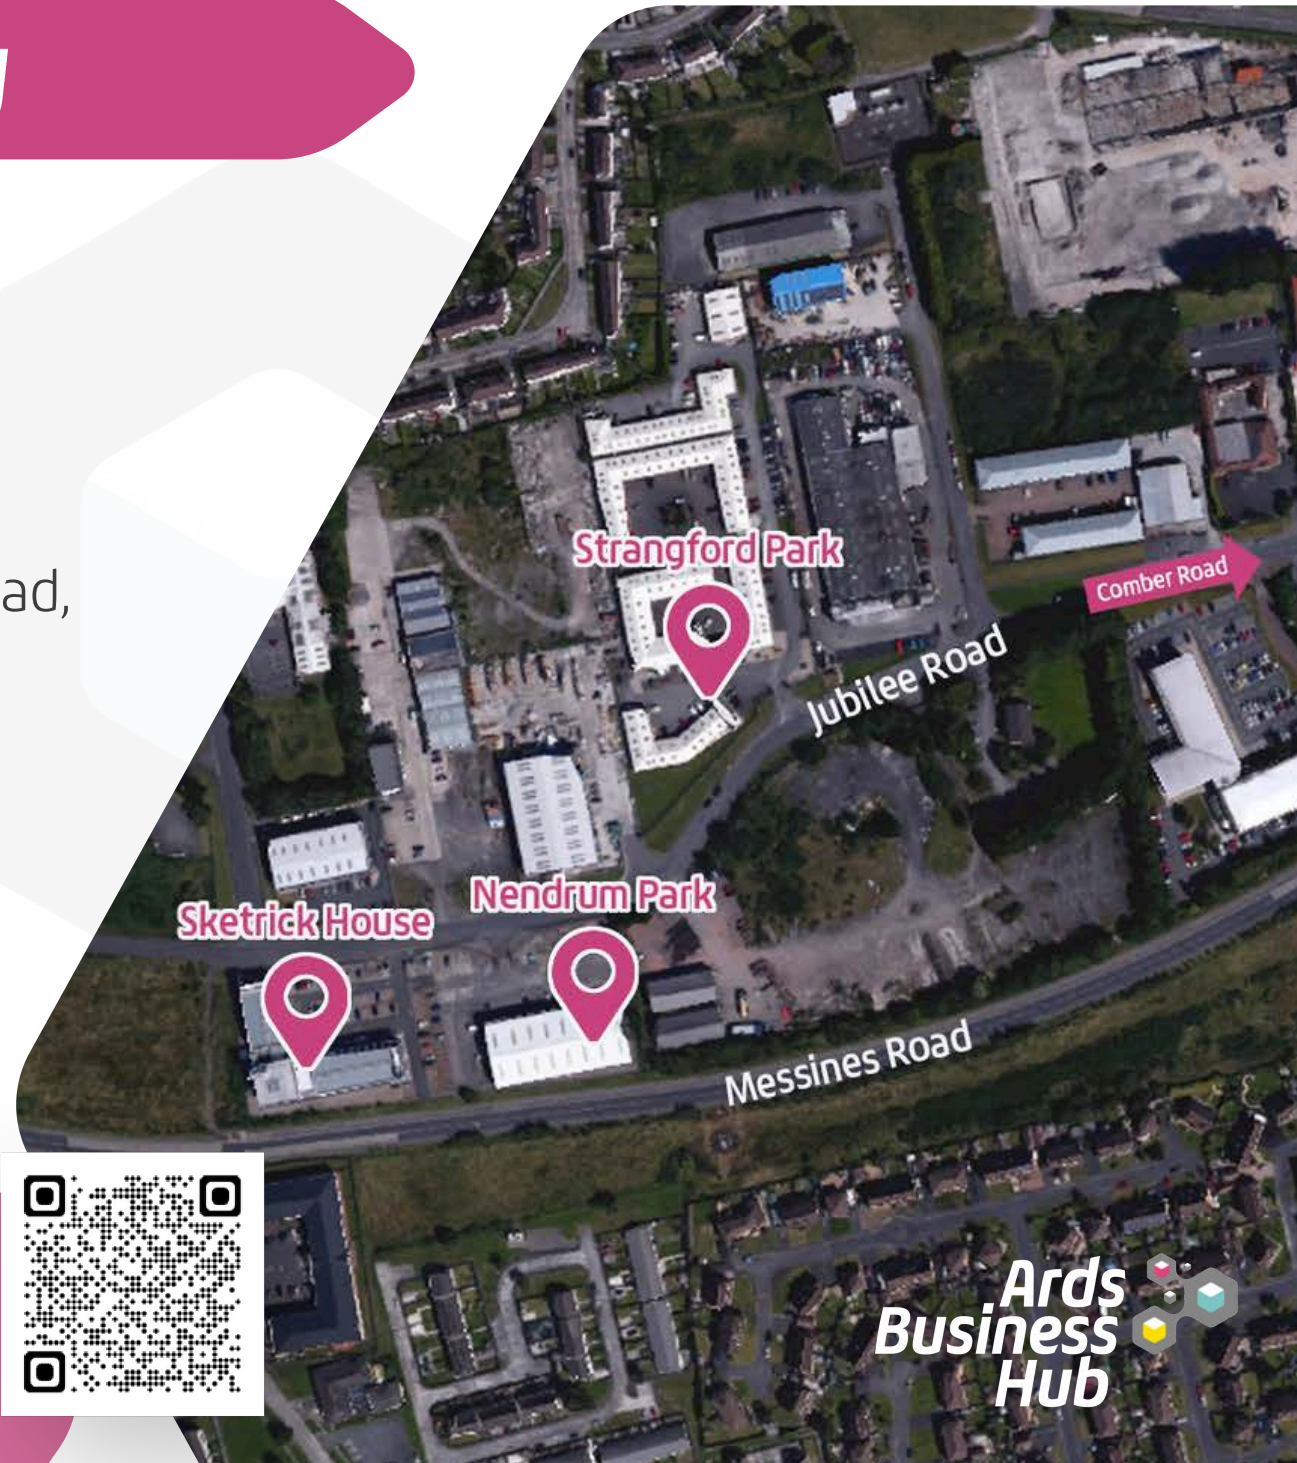 ad,
Strangford Park
Comber Road
Jubilee Road
Nendrum Park
Sketrick House
Messines Road
Ards
Business
Hub